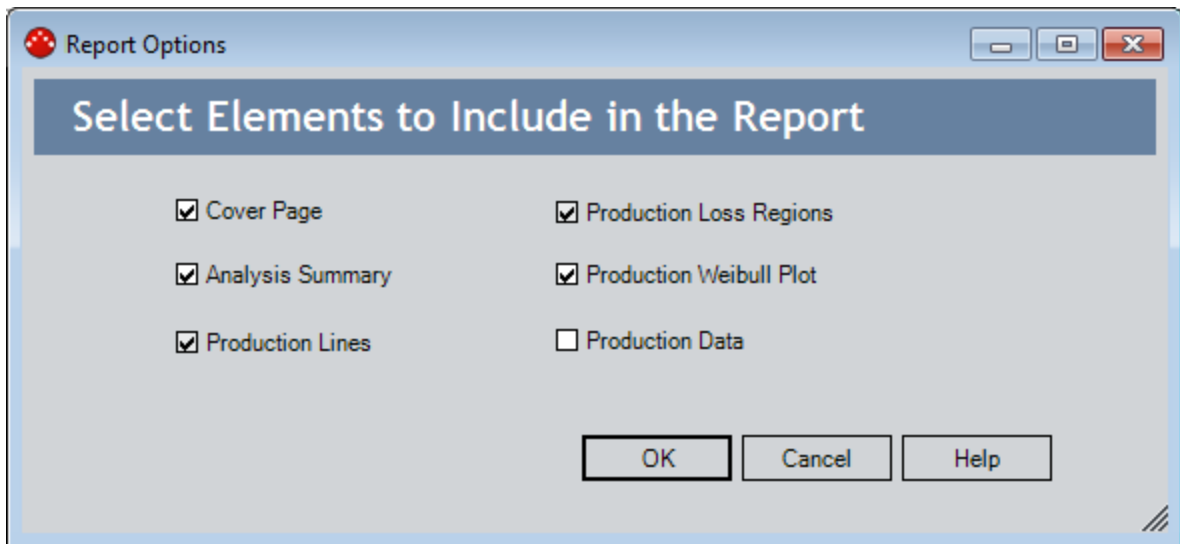 Report Options
Select Elements to Include in the Report
Cover Page
Production Loss Regions
Analysis Summary
Production Weibull Plot
Production Lines
Production Data
OK
Cancel
Help